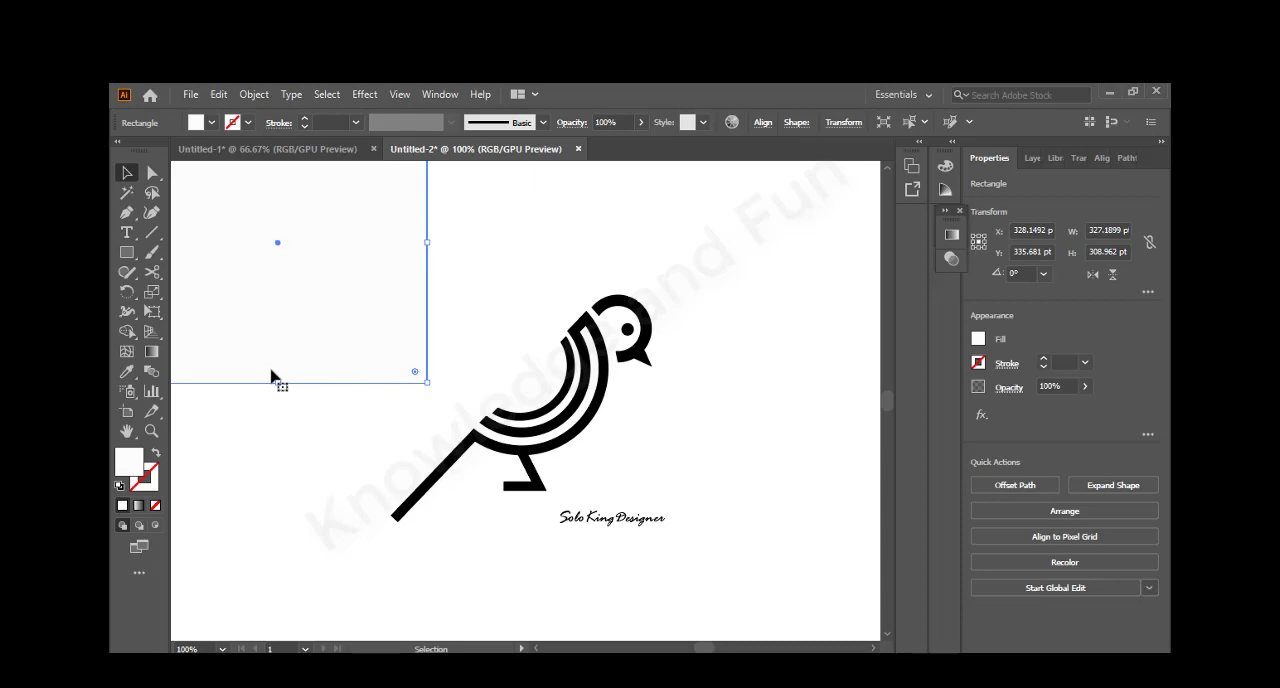 Ai File Edit Object Type Select Effect View Window Help Essentials Search Adobe Stock
Rectangle Stroke: Basic Opacity: 100% Style: Align Shape: Transform
Untitled-1* @ 66.67% (RGB/GPU Preview) × Untitled-2* @ 100% (RGB/GPU Preview) ×
Properties Laye Libr Trar Alig Pathf
Rectangle
Transform
X: 328.1492 p W: 327.1899 p
Y: 335.681 pt H: 308.962 pt
0°
Appearance
Fill
Stroke
Opacity 100%
fx.
Quick Actions
Offset Path Expand Shape
Arrange
Align to Pixel Grid
Recolor
Start Global Edit
Knowledge and Fun
Solo King Designer
100% 1 Selection